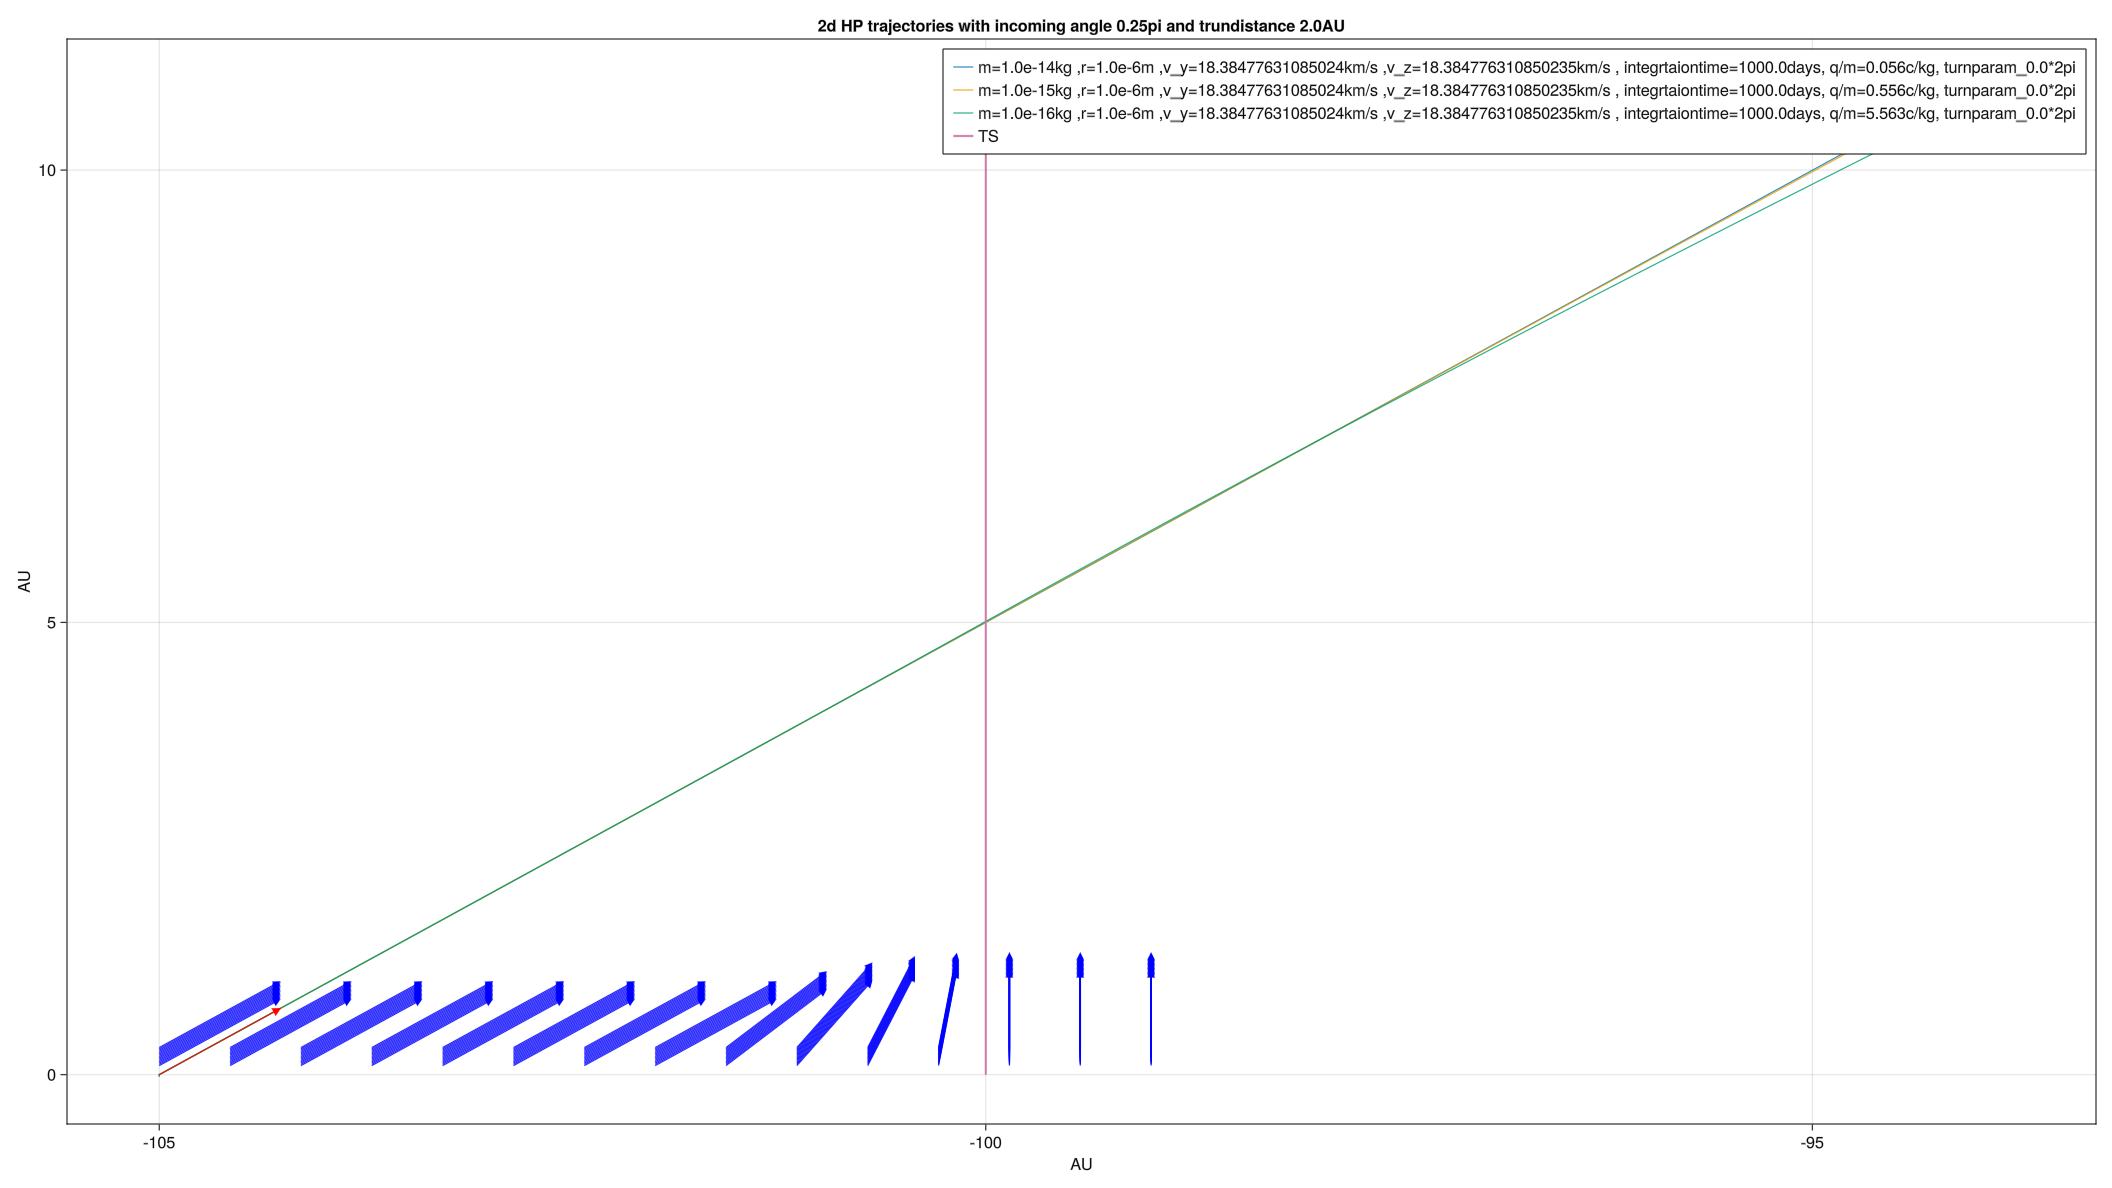 2d HP trajectories with incoming angle 0.25pi and trundistance 2.0AU
m=1.0e-14kg ,r=1.0e-6m ,v_y=18.38477631085024km/s ,v_z=18.384776310850235km/s , integrtaiontime=1000.0days, q/m=0.056c/kg, turnparam_0.0*2pi
m=1.0e-15kg ,r=1.0e-6m ,v_y=18.38477631085024km/s ,v_z=18.384776310850235km/s , integrtaiontime=1000.0days, q/m=0.556c/kg, turnparam_0.0*2pi
m=1.0e-16kg ,r=1.0e-6m ,v_y=18.38477631085024km/s ,v_z=18.384776310850235km/s , integrtaiontime=1000.0days, q/m=5.563c/kg, turnparam_0.0*2pi
TS
10
5
0
AU
-105
-100
-95
AU